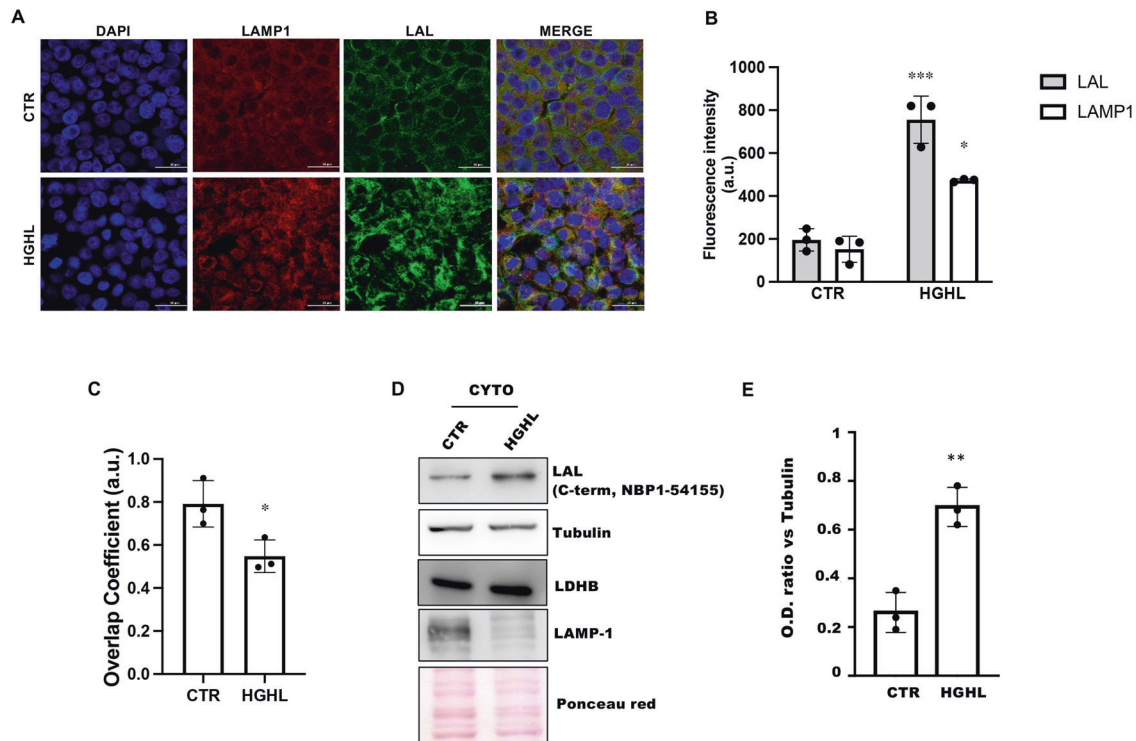 A
DAPI
LAMP1
LAL
MERGE
CTR
HGHL
B
Fluorescence intensity
(a.u.)
1000
800
600
400
200
0
***
*
CTR
HGHL
LAL
LAMP1
C
Overlap Coefficient (a.u.)
1.0
0.8
0.6
0.4
0.2
0.0
*
CTR
HGHL
D
CYTO
CTR
HGHL
LAL
(C-term, NBP1-54155)
Tubulin
LDHB
LAMP-1
Ponceau red
E
O.D. ratio vs Tubulin
1
0.8
0.6
0.4
0.2
0
**
CTR
HGHL